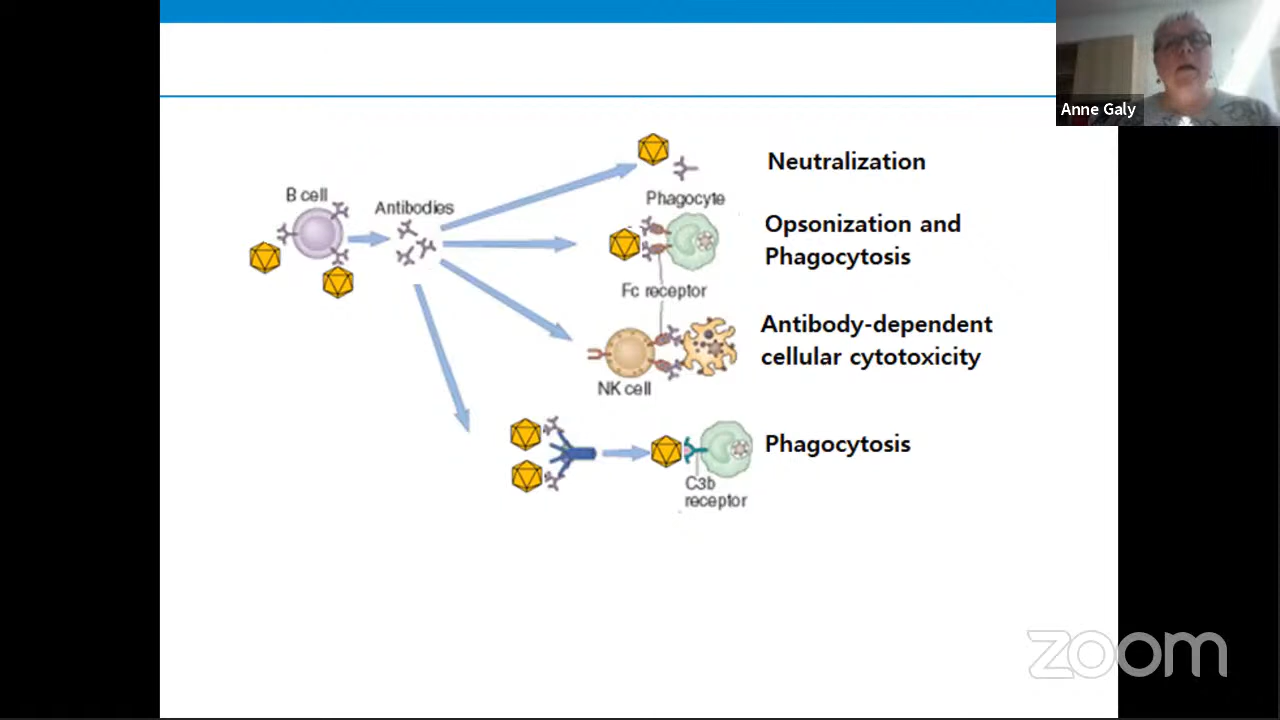 Anne Galy
Neutralization
B cell
Antibodies
Phagocyte
Opsonization and
Phagocytosis
Fc receptor
Antibody-dependent
cellular cytotoxicity
NK cell
Phagocytosis
C3b
receptor
zoom